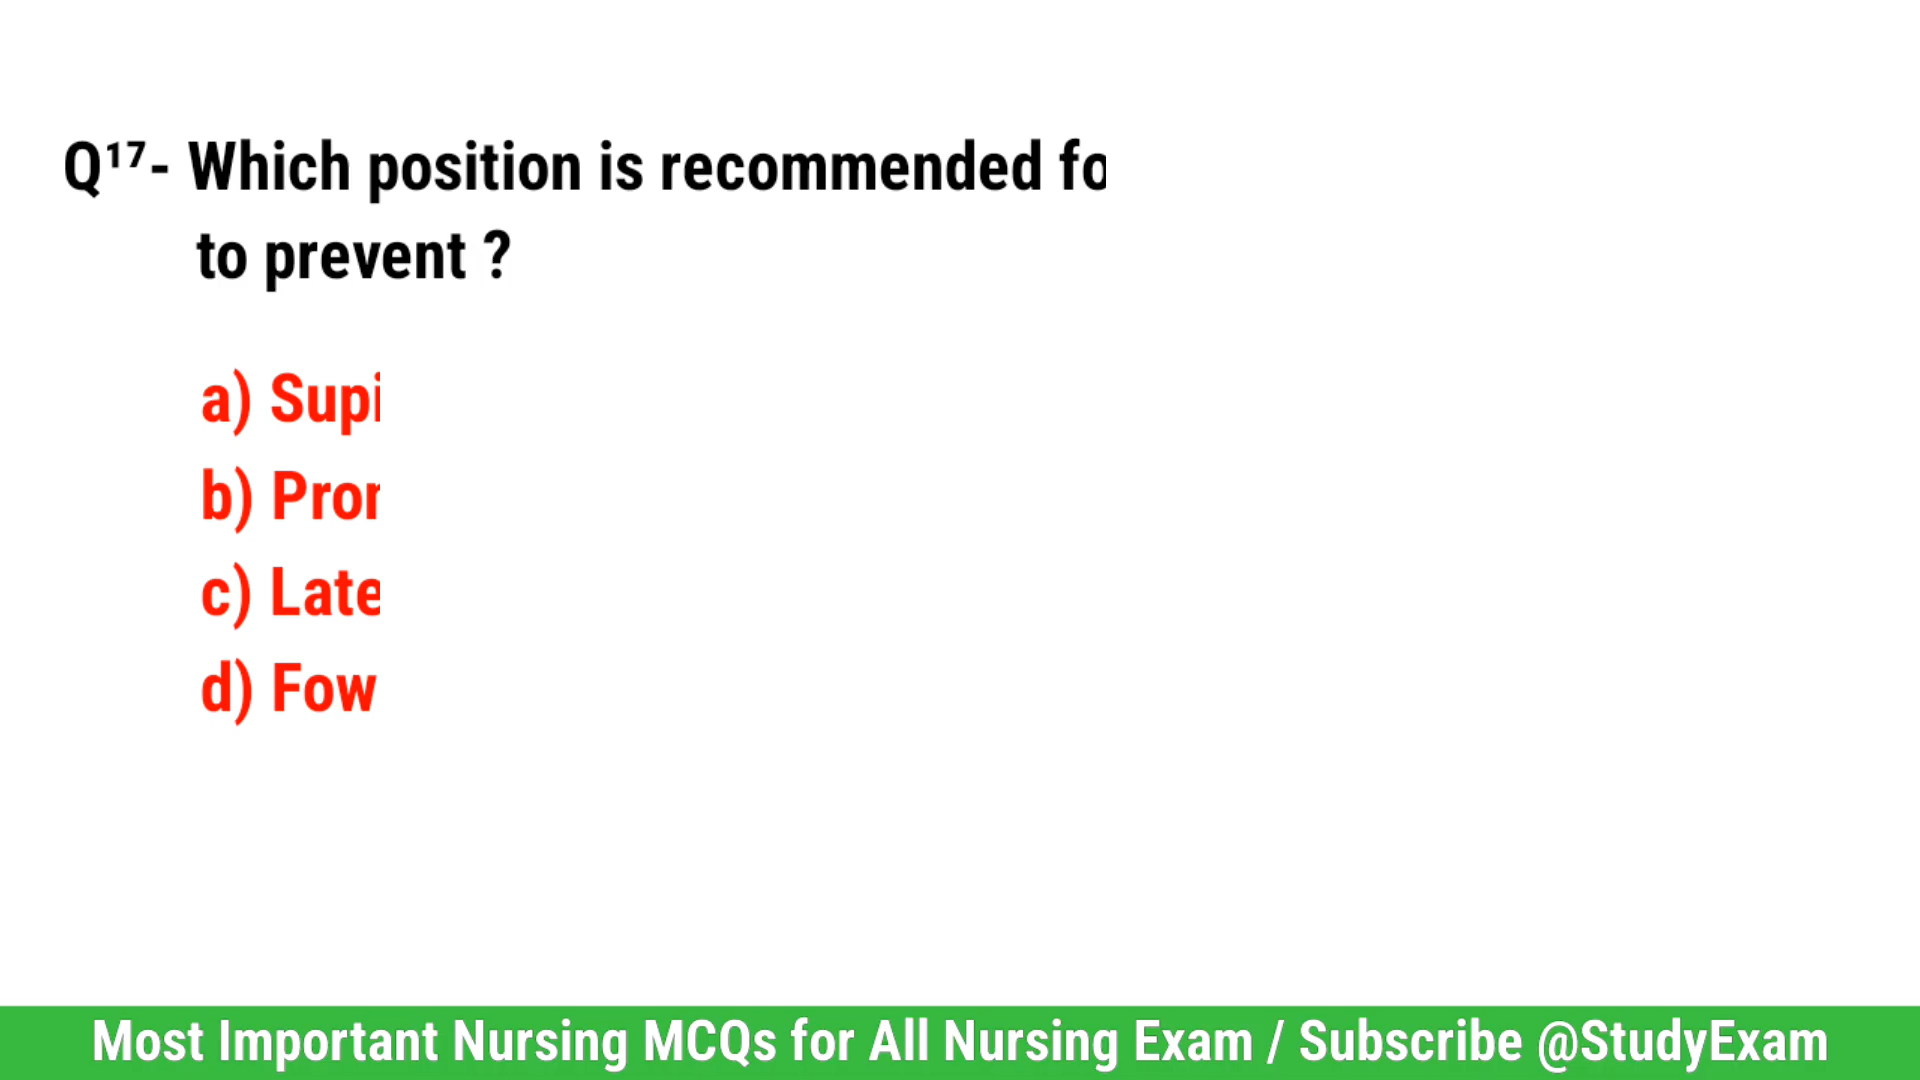 Q¹⁷- Which position is recommended fo
to prevent ?
a) Supi
b) Pror
c) Late
d) Fow
Most Important Nursing MCQs for All Nursing Exam / Subscribe @StudyExam